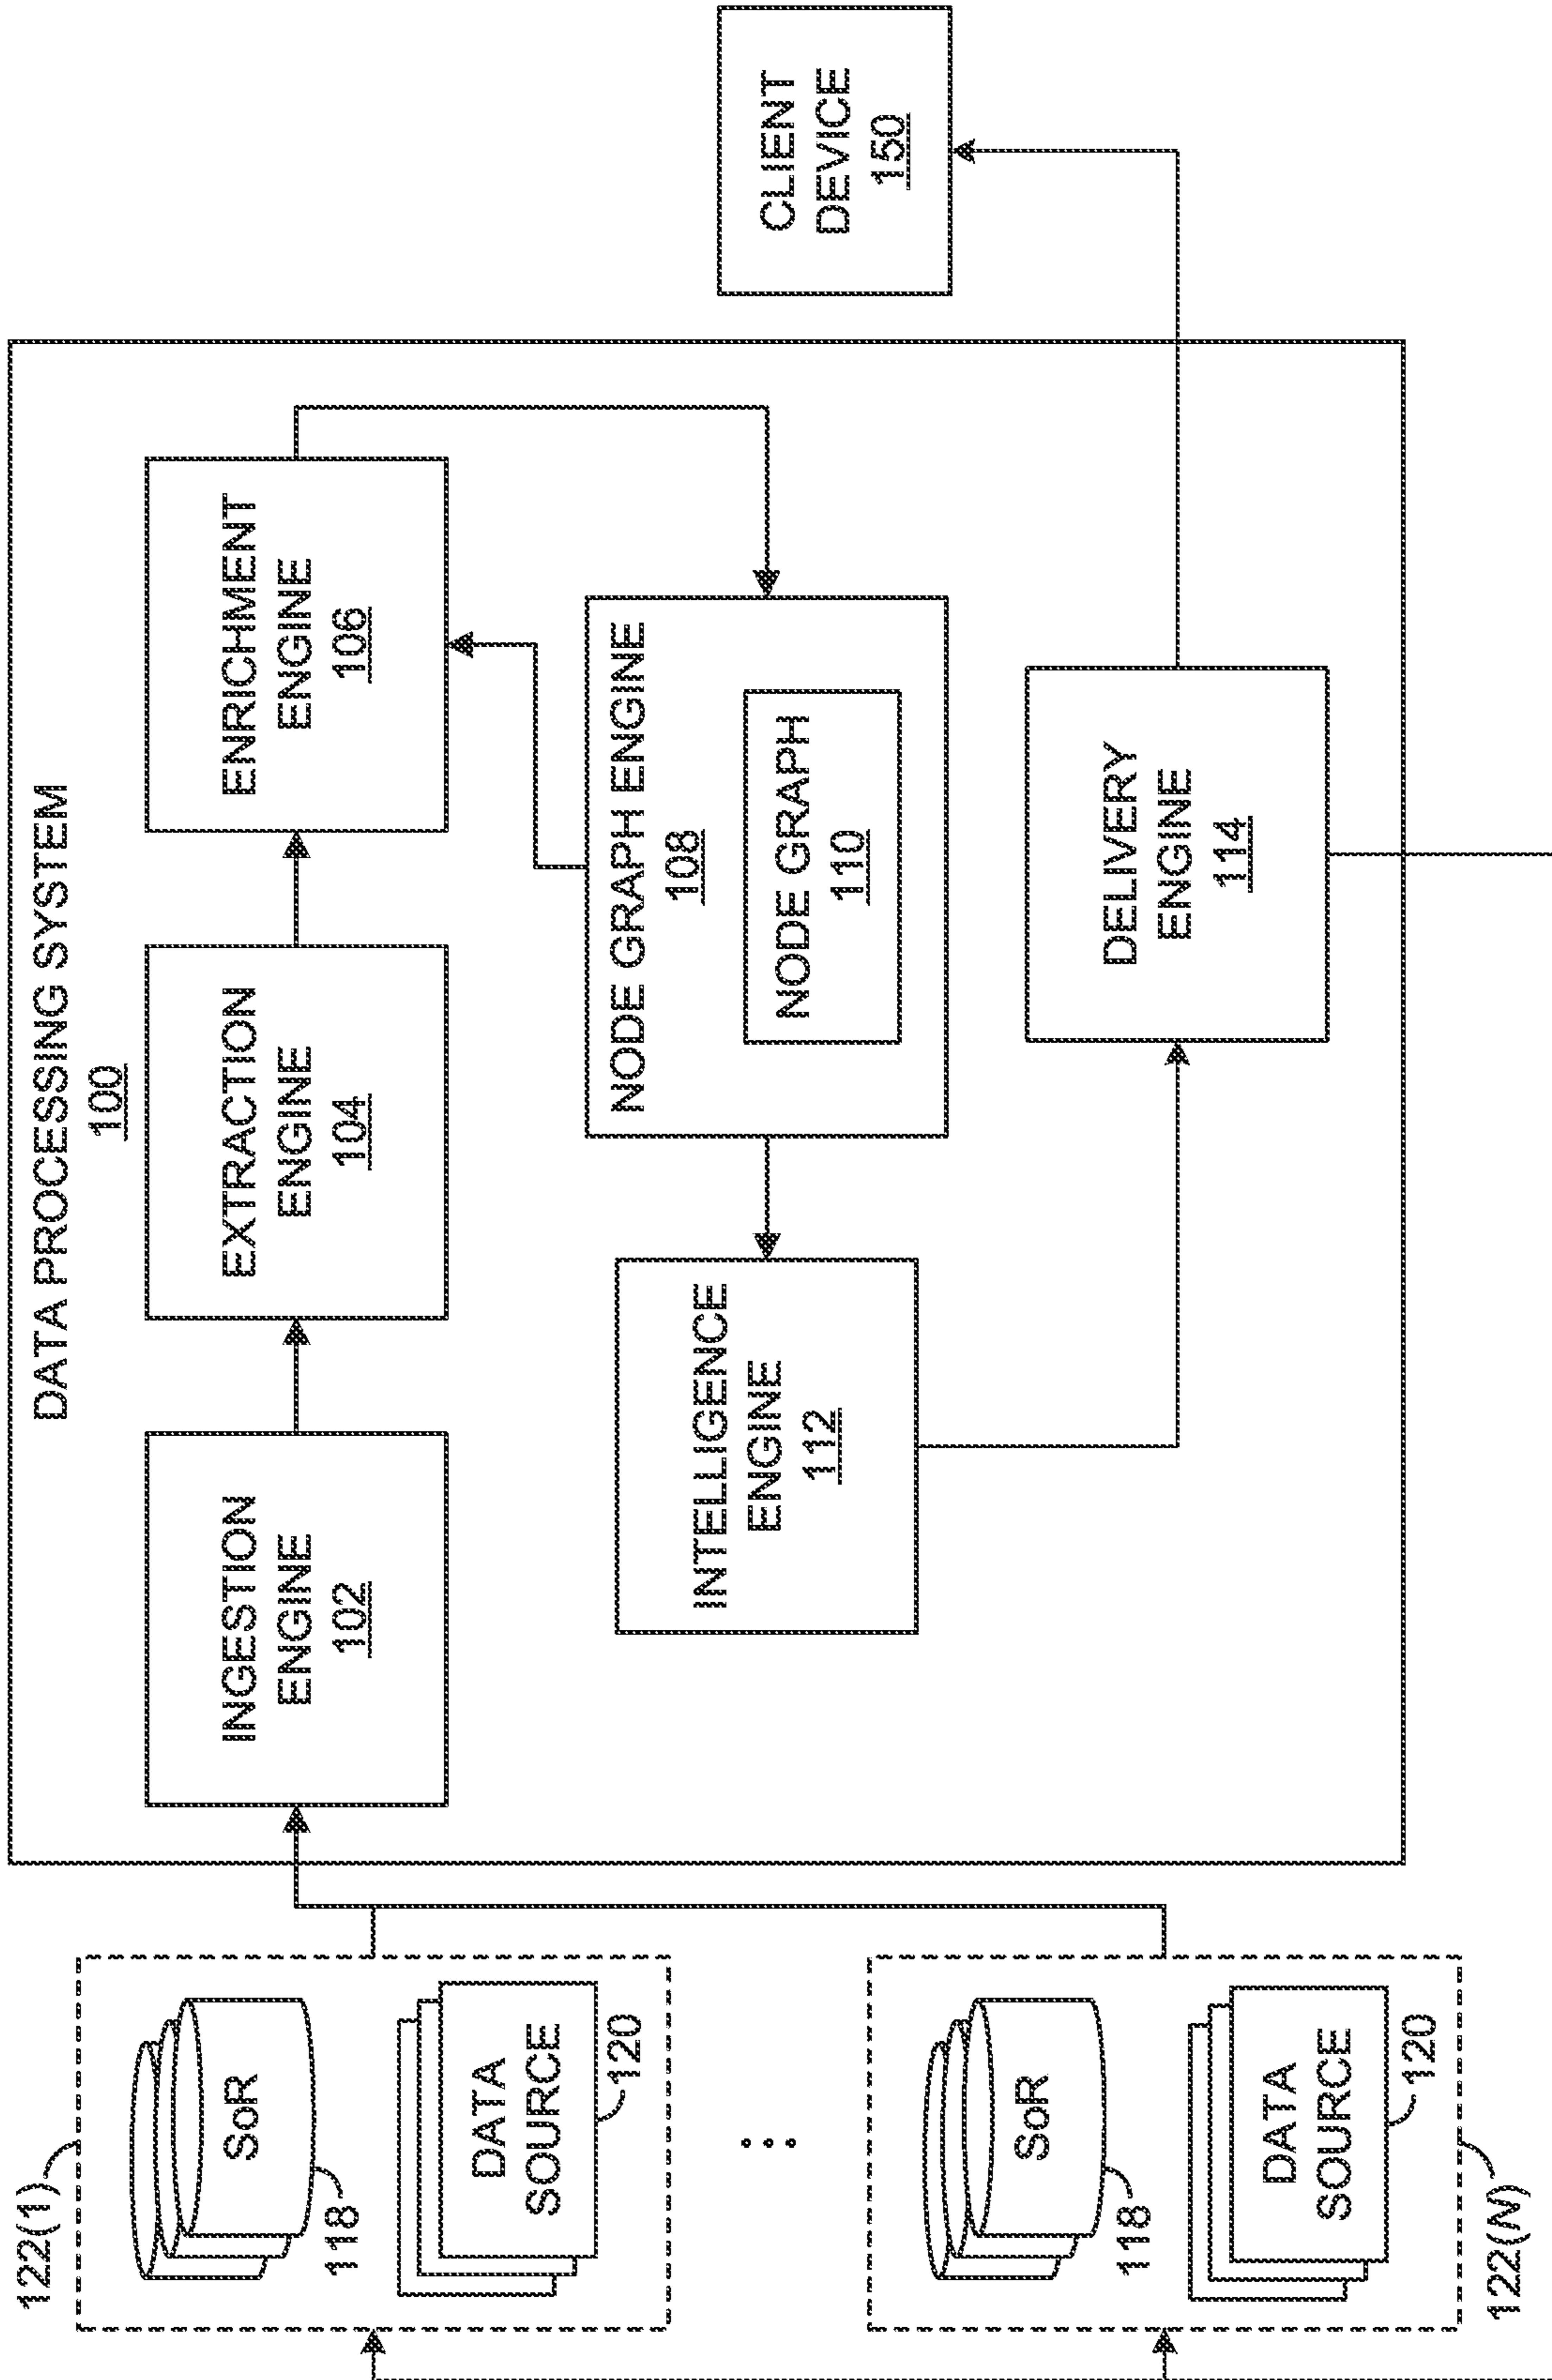 DATA PROCESSING SYSTEM
100
122(1)
SoR
118
DATA
SOURCE
120
122(N)
SoR
118
DATA
SOURCE
120
INGESTION
ENGINE
102
EXTRACTION
ENGINE
104
ENRICHMENT
ENGINE
106
INTELLIGENCE
ENGINE
112
NODE GRAPH ENGINE
108
NODE GRAPH
110
DELIVERY
ENGINE
114
CLIENT
DEVICE
150